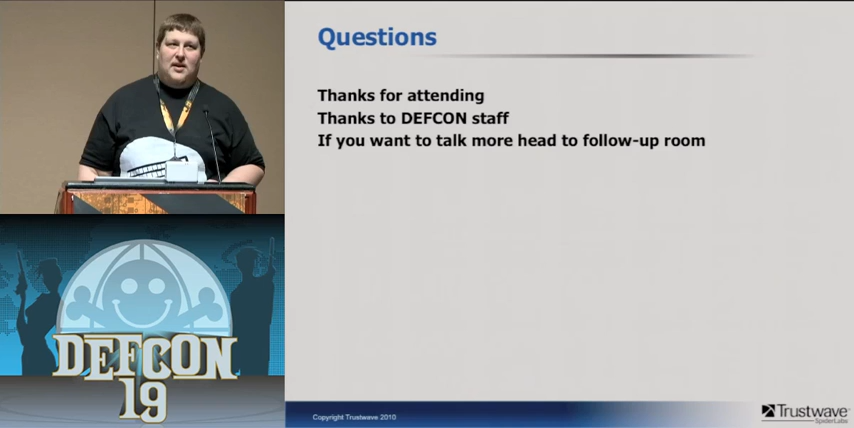 Questions
Thanks for attending
Thanks to DEFCON staff
If you want to talk more head to follow-up room
DEFCON
19
Copyright Trustwave 2010
Trustwave
SpiderLabs